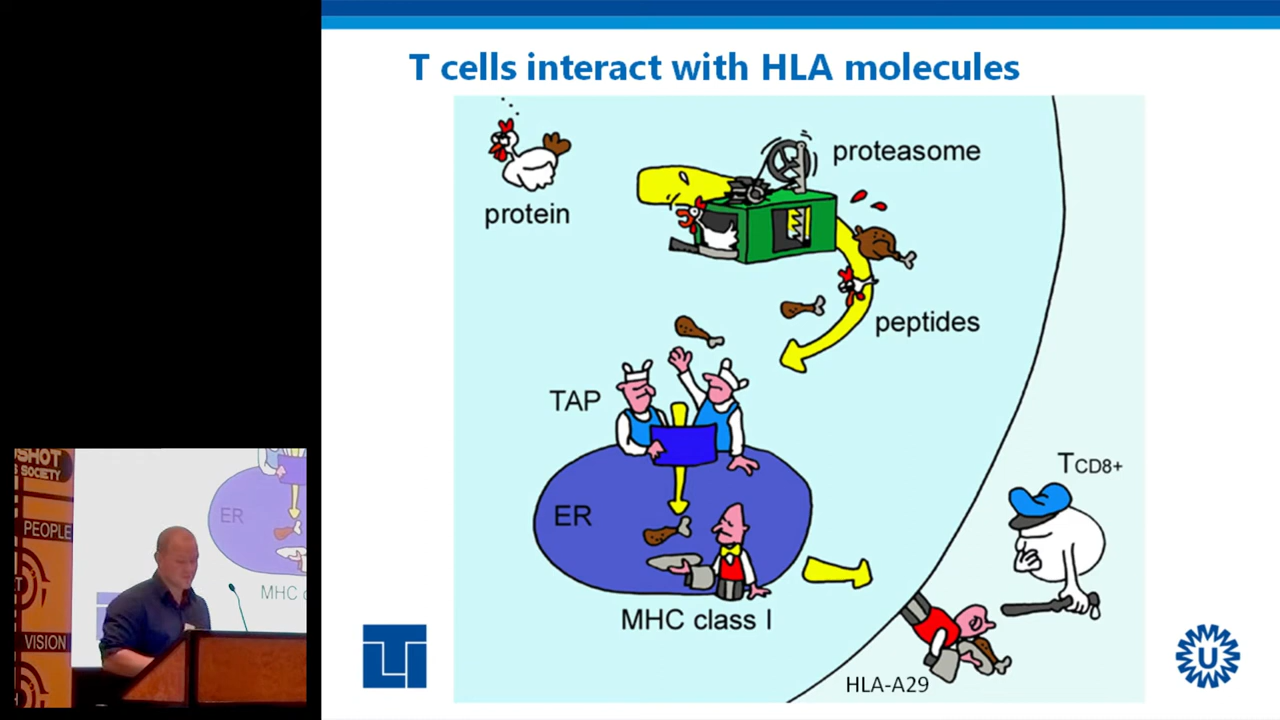 T cells interact with HLA molecules
protein
proteasome
peptides
TAP
ER
MHC class I
TCD8+
HLA-A29
U
SHOT
SOCIETY
PEOPLE
VISION
ER
MHC c